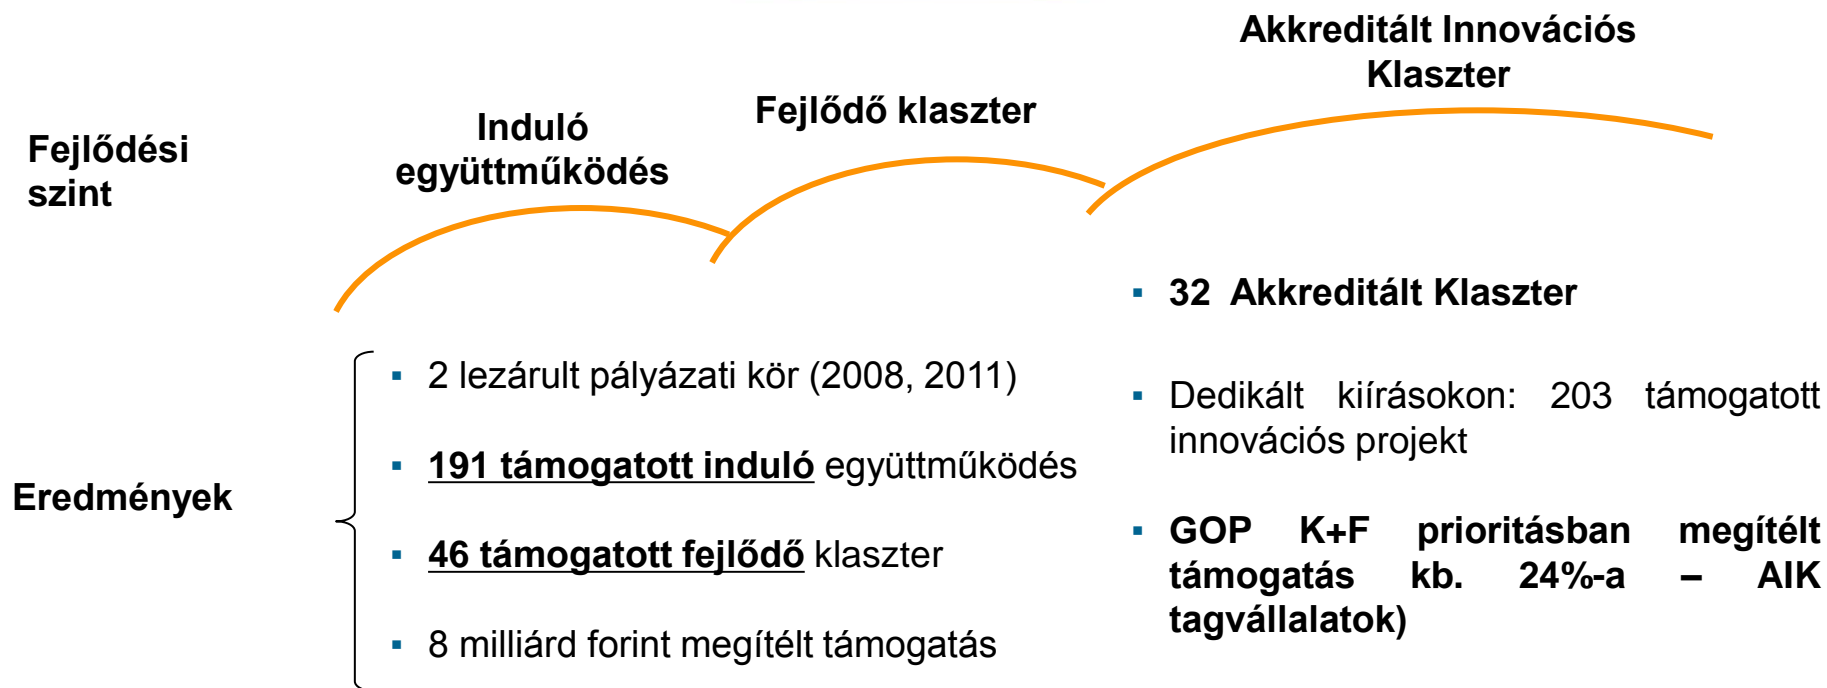 Akkreditált Innovációs
Klaszter
Fejlődő klaszter
Induló
együttműködés
Fejlődési
szint
▪ 2 lezárult pályázati kör (2008, 2011)
▪ 191 támogatott induló együttműködés
▪ 46 támogatott fejlődő klaszter
▪ 8 milliárd forint megítélt támogatás
Eredmények
▪ 32 Akkreditált Klaszter
▪ Dedikált kiírásokon: 203 támogatott
innovációs projekt
▪ GOP K+F prioritásban megítélt
támogatás kb. 24%-a – AIK
tagvállalatok)